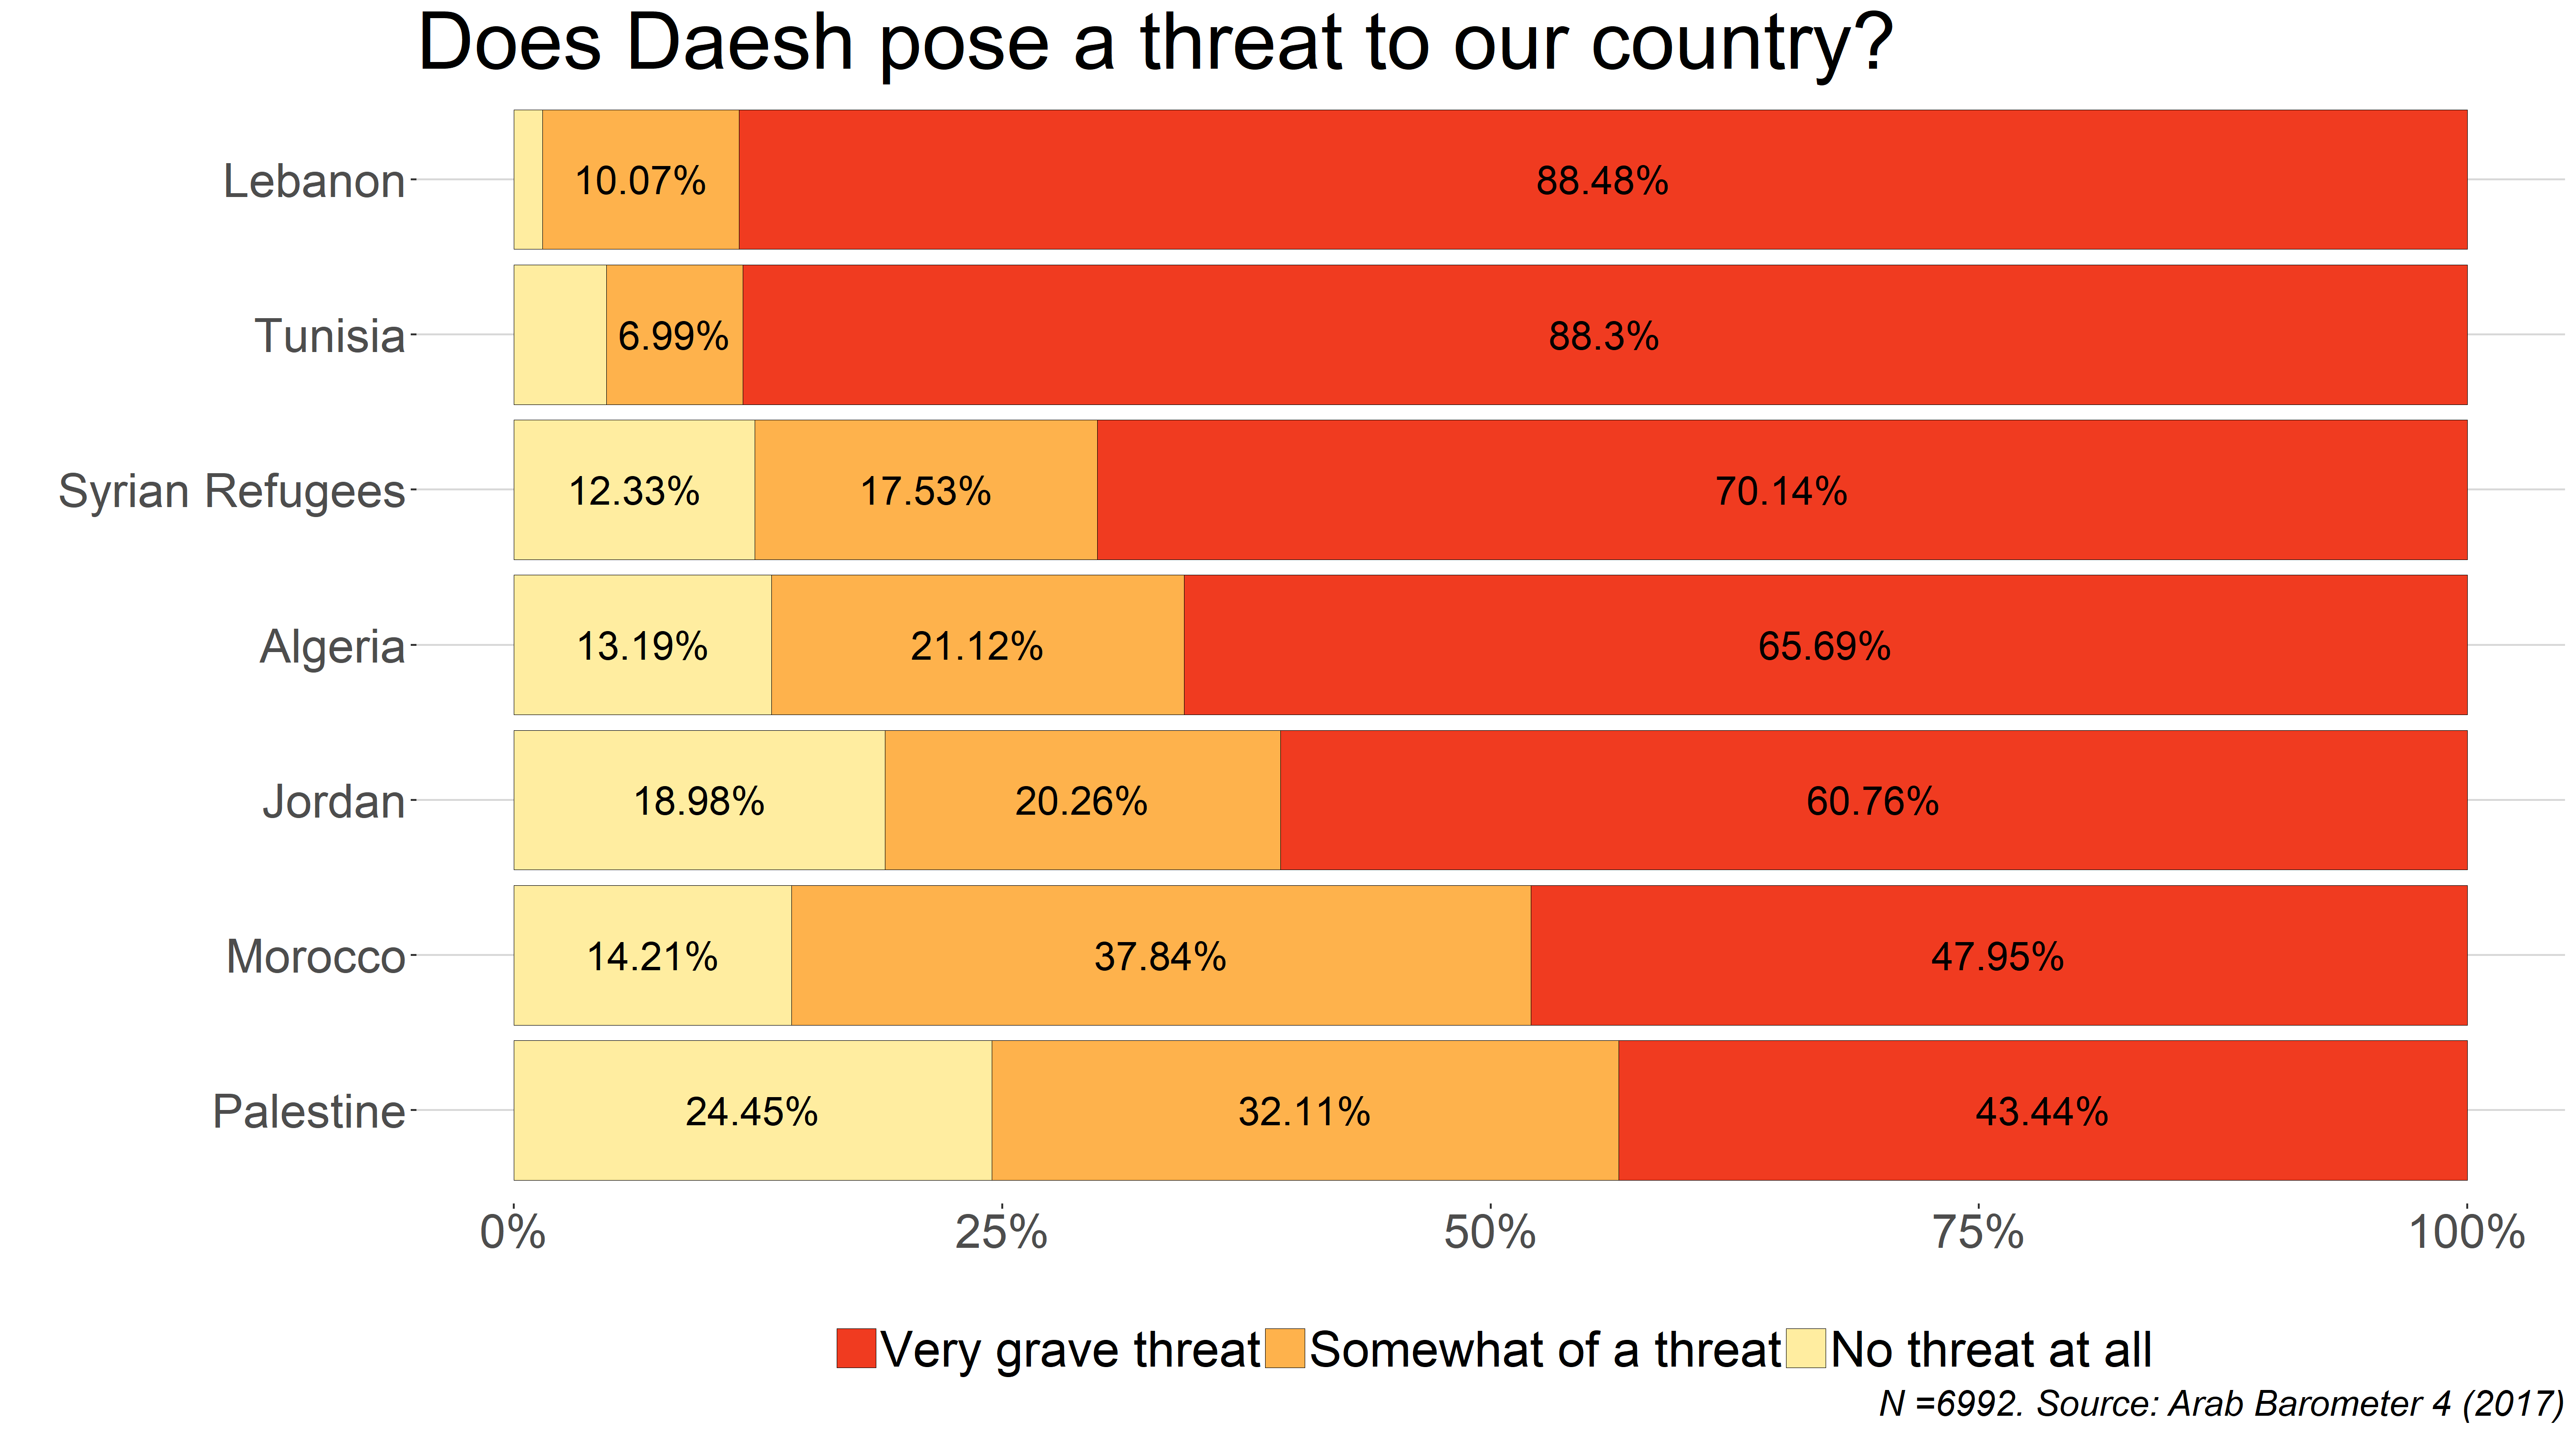 Does Daesh pose a threat to our country?
Lebanon 10.07% 88.48%
Tunisia 6.99% 88.3%
Syrian Refugees 12.33% 17.53% 70.14%
Algeria 13.19% 21.12% 65.69%
Jordan 18.98% 20.26% 60.76%
Morocco 14.21% 37.84% 47.95%
Palestine 24.45% 32.11% 43.44%
0% 25% 50% 75% 100%
Very grave threat Somewhat of a threat No threat at all
N =6992. Source: Arab Barometer 4 (2017)